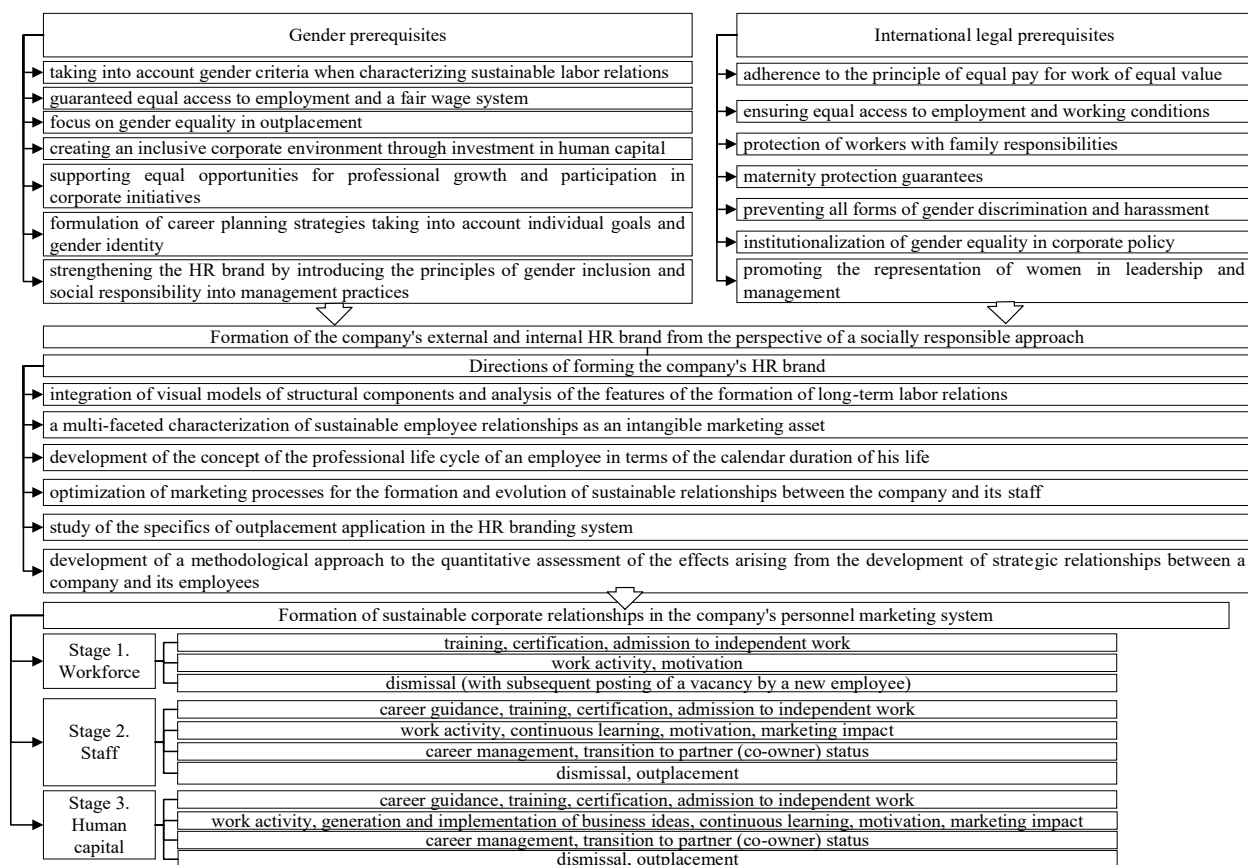 Gender prerequisites
taking into account gender criteria when characterizing sustainable labor relations
guaranteed equal access to employment and a fair wage system
focus on gender equality in outplacement
creating an inclusive corporate environment through investment in human capital
supporting equal opportunities for professional growth and participation in
corporate initiatives
formulation of career planning strategies taking into account individual goals and
gender identity
strengthening the HR brand by introducing the principles of gender inclusion and
social responsibility into management practices
International legal prerequisites
adherence to the principle of equal pay for work of equal value
ensuring equal access to employment and working conditions
protection of workers with family responsibilities
maternity protection guarantees
preventing all forms of gender discrimination and harassment
institutionalization of gender equality in corporate policy
promoting the representation of women in leadership and
management
Formation of the company's external and internal HR brand from the perspective of a socially responsible approach
Directions of forming the company's HR brand
integration of visual models of structural components and analysis of the features of the formation of long-term labor relations
a multi-faceted characterization of sustainable employee relationships as an intangible marketing asset
development of the concept of the professional life cycle of an employee in terms of the calendar duration of his life
optimization of marketing processes for the formation and evolution of sustainable relationships between the company and its staff
study of the specifics of outplacement application in the HR branding system
development of a methodological approach to the quantitative assessment of the effects arising from the development of strategic relationships between a
company and its employees
Formation of sustainable corporate relationships in the company's personnel marketing system
Stage 1.
Workforce
training, certification, admission to independent work
work activity, motivation
dismissal (with subsequent posting of a vacancy by a new employee)
Stage 2.
Staff
career guidance, training, certification, admission to independent work
work activity, continuous learning, motivation, marketing impact
career management, transition to partner (co-owner) status
dismissal, outplacement
Stage 3.
Human
capital
career guidance, training, certification, admission to independent work
work activity, generation and implementation of business ideas, continuous learning, motivation, marketing impact
career management, transition to partner (co-owner) status
dismissal, outplacement